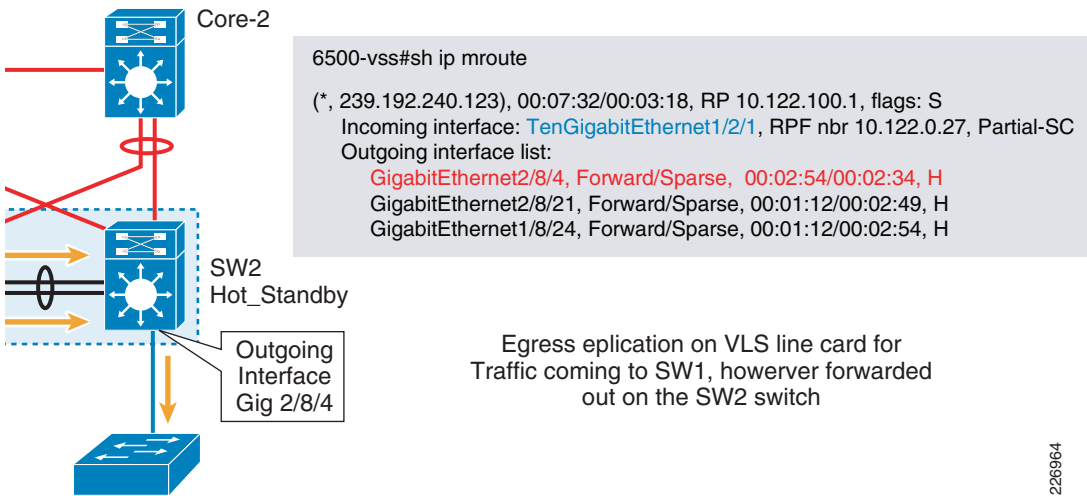 Core-2
6500-vss#sh ip mroute
(*, 239.192.240.123), 00:07:32/00:03:18, RP 10.122.100.1, flags: S
Incoming interface: TenGigabitEthernet1/2/1, RPF nbr 10.122.0.27, Partial-SC
Outgoing interface list:
GigabitEthernet2/8/4, Forward/Sparse, 00:02:54/00:02:34, H
GigabitEthernet2/8/21, Forward/Sparse, 00:01:12/00:02:49, H
GigabitEthernet1/8/24, Forward/Sparse, 00:01:12/00:02:54, H
SW2
Hot_Standby
Outgoing
Interface
Gig 2/8/4
Egress eplication on VLS line card for
Traffic coming to SW1, howerver forwarded
out on the SW2 switch
226964